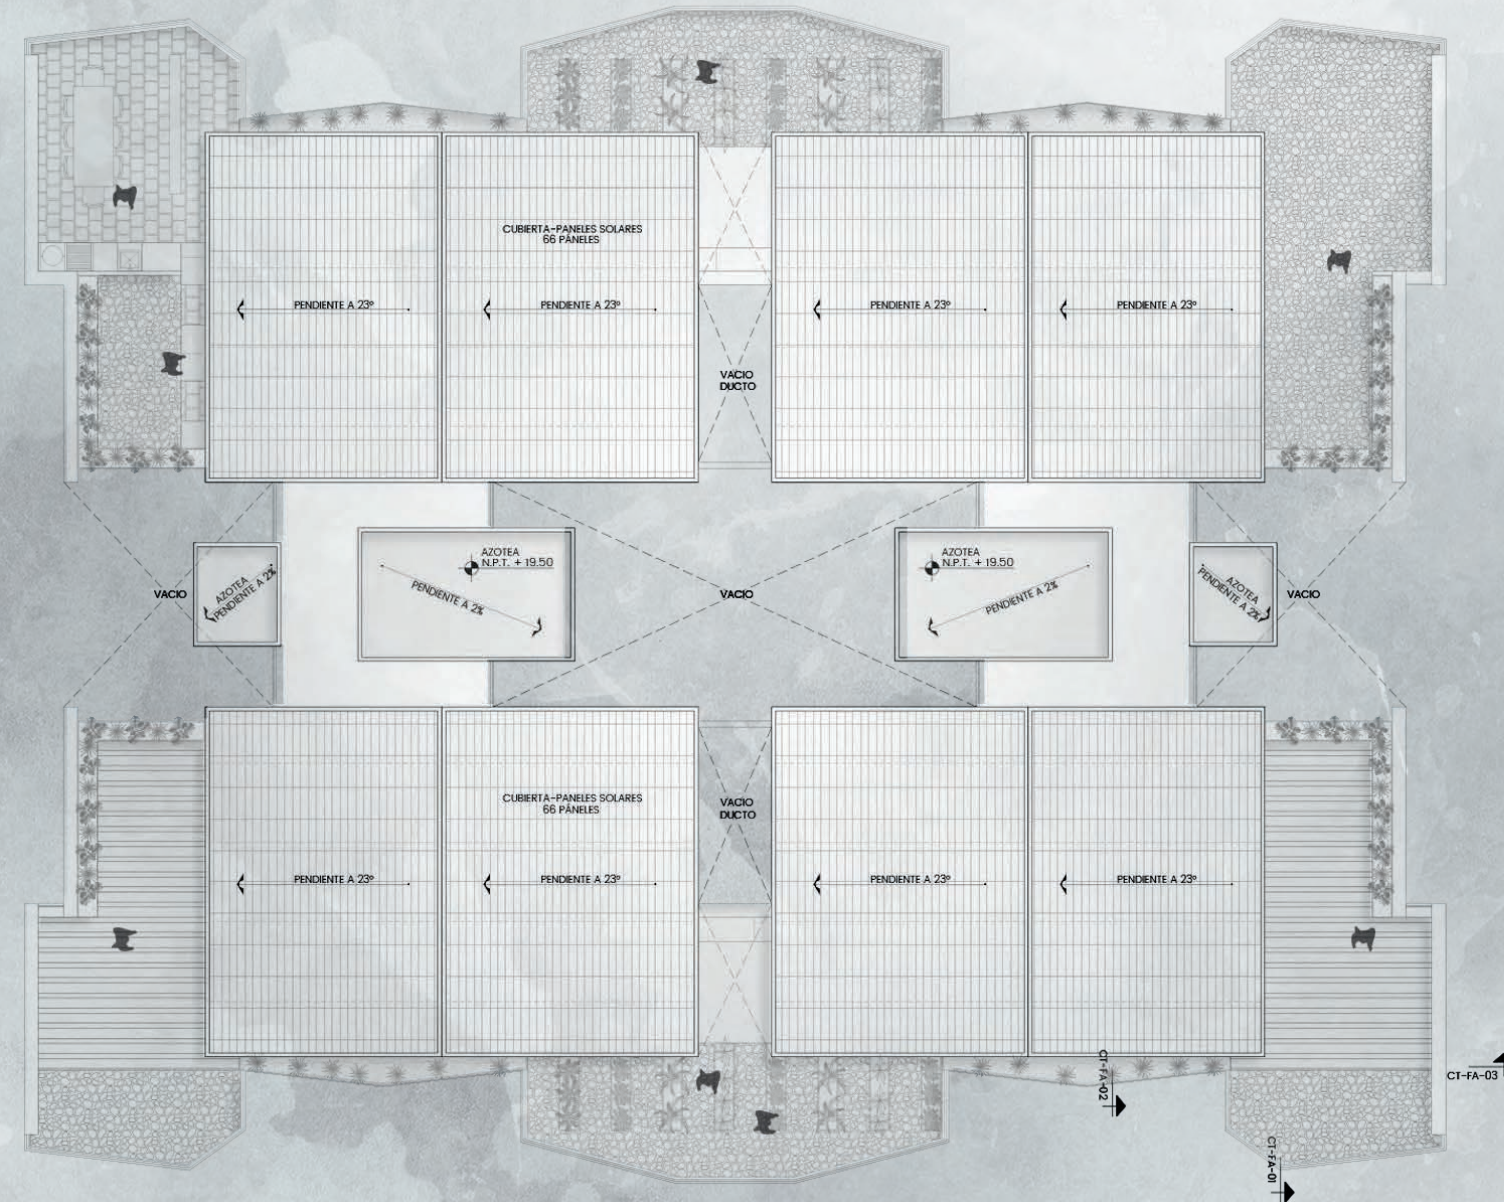 CUBIERTA-PANELES SOLARES
66 PÁNELES
PENDIENTE A 23º
PENDIENTE A 23º
PENDIENTE A 23º
PENDIENTE A 23º
VACIO
DUCTO
AZOTEA
N.P.T. + 19.50
PENDIENTE A 2%
AZOTEA
N.P.T. + 19.50
PENDIENTE A 2%
VACIO
AZOTEA
PENDIENTE A 2%
VACIO
AZOTEA
PENDIENTE A 2%
VACIO
CUBIERTA-PANELES SOLARES
66 PÁNELES
VACIO
DUCTO
PENDIENTE A 23º
PENDIENTE A 23º
PENDIENTE A 23º
PENDIENTE A 23º
CT-FA-02
CT-FA-03
CT-FA-01